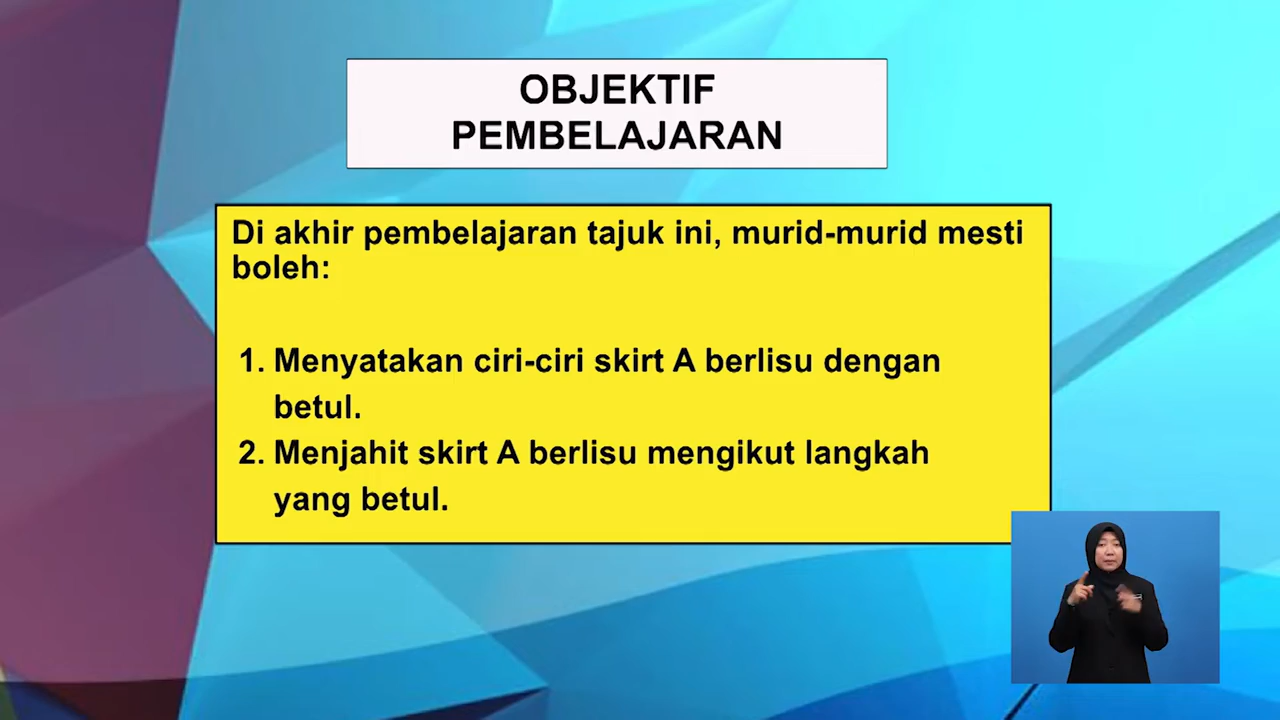 OBJEKTIF
PEMBELAJARAN
Di akhir pembelajaran tajuk ini, murid-murid mesti
boleh:
1. Menyatakan ciri-ciri skirt A berlisu dengan
betul.
2. Menjahit skirt A berlisu mengikut langkah
yang betul.